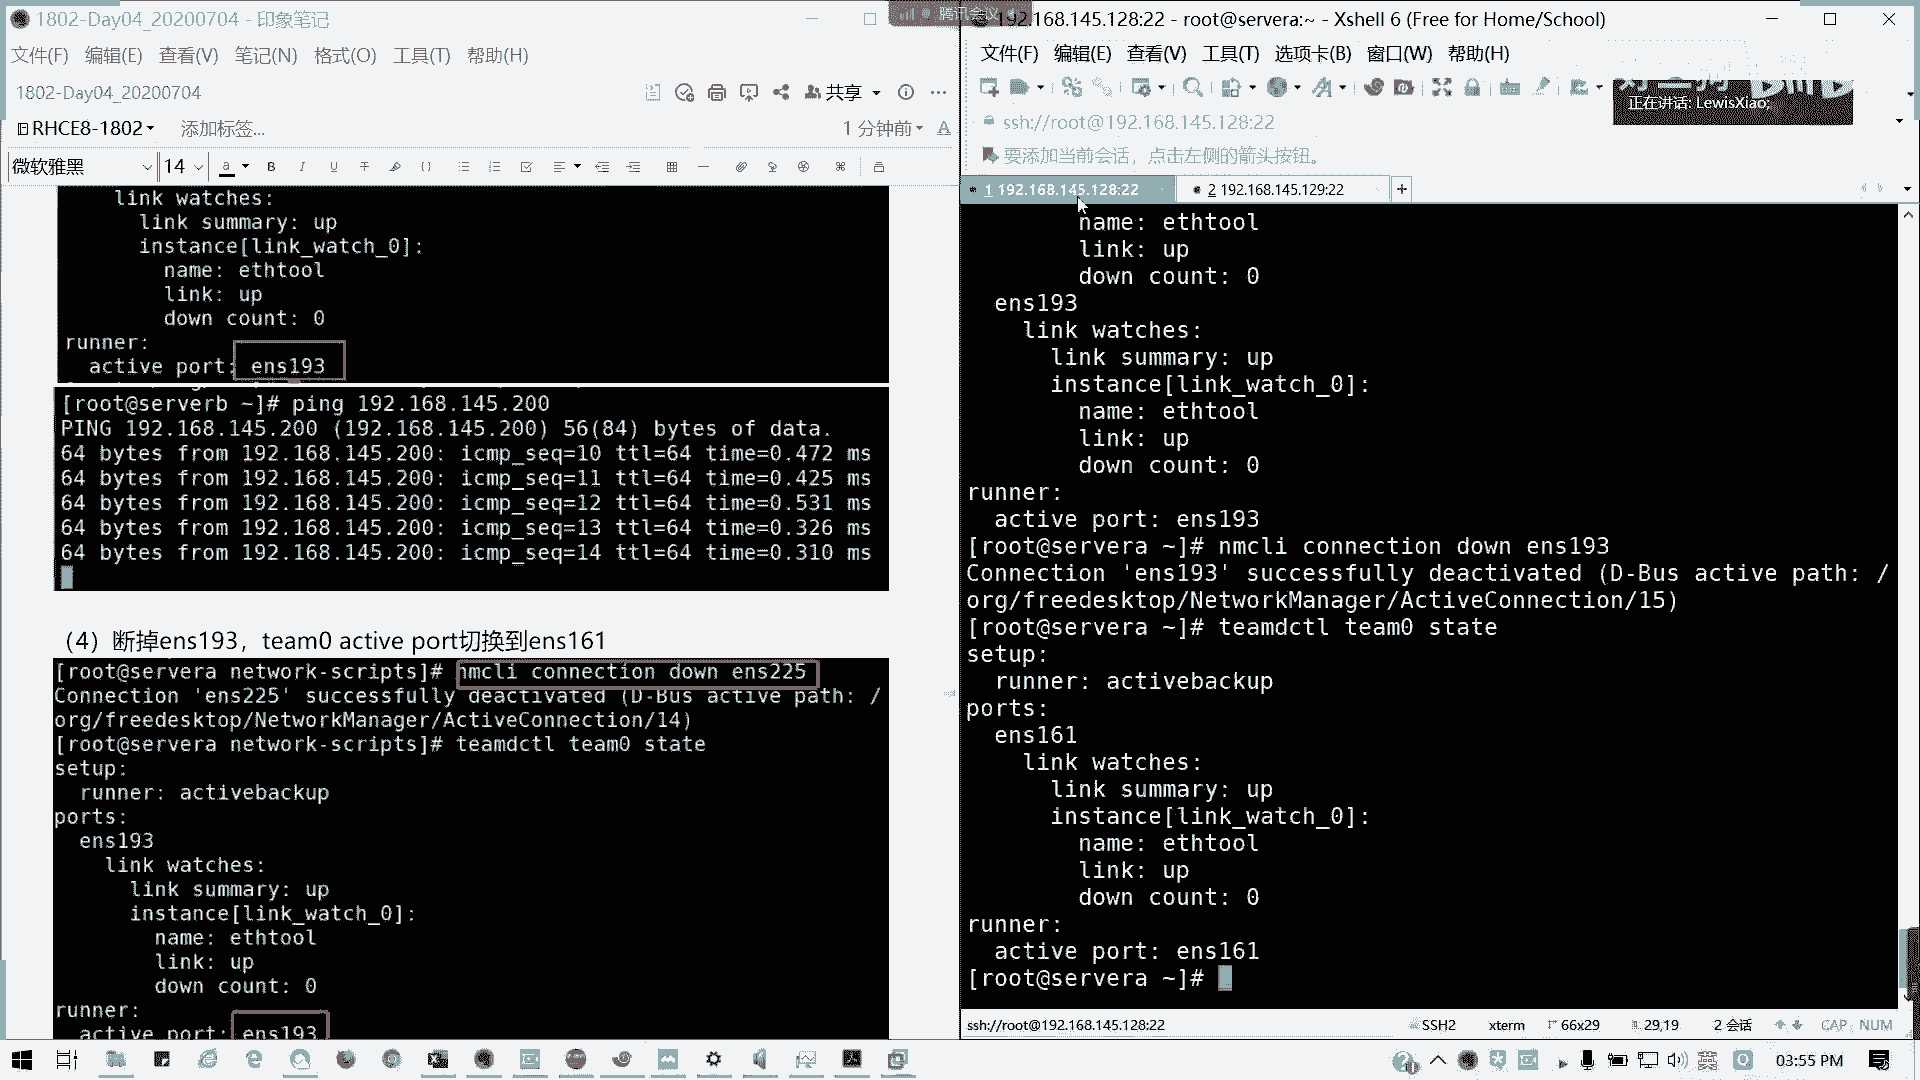 1802-Day04_20200704 - 印象笔记
文件(F) 编辑(E) 查看(V) 笔记(N) 格式(O) 工具(T) 帮助(H)
1802-Day04_20200704
共享
RHCE8-1802 添加标签...
1 分钟前
微软雅黑 14
link watches:
link summary: up
instance[link_watch_0]:
name: ethtool
link: up
down count: 0
runner:
active port: ens193
[root@serverb ~]# ping 192.168.145.200
PING 192.168.145.200 (192.168.145.200) 56(84) bytes of data.
64 bytes from 192.168.145.200: icmp_seq=10 ttl=64 time=0.472 ms
64 bytes from 192.168.145.200: icmp_seq=11 ttl=64 time=0.425 ms
64 bytes from 192.168.145.200: icmp_seq=12 ttl=64 time=0.531 ms
64 bytes from 192.168.145.200: icmp_seq=13 ttl=64 time=0.326 ms
64 bytes from 192.168.145.200: icmp_seq=14 ttl=64 time=0.310 ms
（4）断掉ens193，team0 active port切换到ens161
[root@servera network-scripts]# nmcli connection down ens225
Connection 'ens225' successfully deactivated (D-Bus active path: /
org/freedesktop/NetworkManager/ActiveConnection/14)
[root@servera network-scripts]# teamdctl team0 state
setup:
runner: activebackup
ports:
ens193
link watches:
link summary: up
instance[link_watch_0]:
name: ethtool
link: up
down count: 0
runner:
active port: ens193
腾讯会议
192.168.145.128:22 - root@servera:~ - Xshell 6 (Free for Home/School)
文件(F) 编辑(E) 查看(V) 工具(T) 选项卡(B) 窗口(W) 帮助(H)
正在讲话: LewisXiao;
ssh://root@192.168.145.128:22
要添加当前会话，点击左侧的箭头按钮。
1 192.168.145.128:22
2 192.168.145.129:22
name: ethtool
link: up
down count: 0
ens193
link watches:
link summary: up
instance[link_watch_0]:
name: ethtool
link: up
down count: 0
runner:
active port: ens193
[root@servera ~]# nmcli connection down ens193
Connection 'ens193' successfully deactivated (D-Bus active path: /
org/freedesktop/NetworkManager/ActiveConnection/15)
[root@servera ~]# teamdctl team0 state
setup:
runner: activebackup
ports:
ens161
link watches:
link summary: up
instance[link_watch_0]:
name: ethtool
link: up
down count: 0
runner:
active port: ens161
[root@servera ~]#
ssh://root@192.168.145.128:22 SSH2 xterm 66x29 29,19 2 会话 CAP NUM
英
03:55 PM